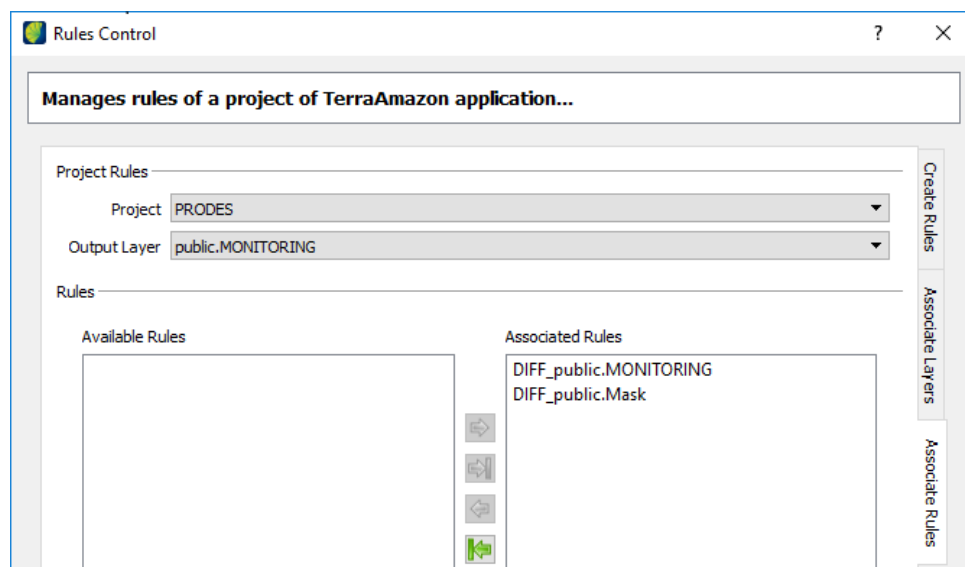 Rules Control
?
Manages rules of a project of TerraAmazon application...
Project Rules
Project PRODES
Output Layer public.MONITORING
Rules
Available Rules
Associated Rules
DIFF_public.MONITORING
DIFF_public.Mask
Create Rules
Associate Layers
Associate Rules